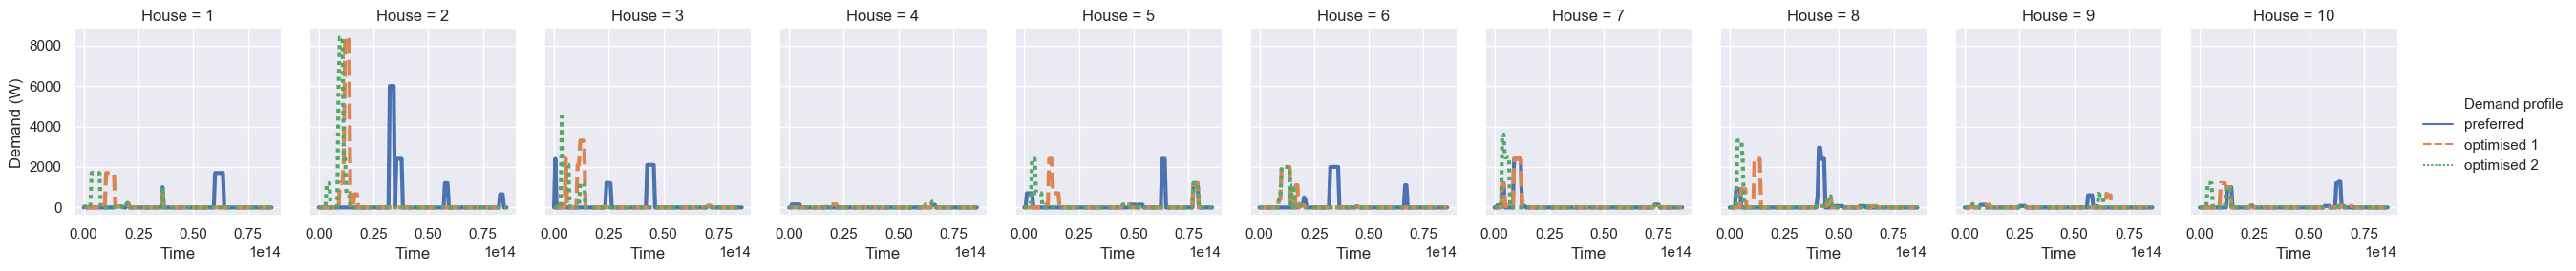 House = 1
House = 2
House = 3
House = 4
House = 5
House = 6
House = 7
House = 8
House = 9
House = 10
Demand (W)
8000
6000
4000
2000
0
0.00 0.25 0.50 0.75
1e14
Time
0.00 0.25 0.50 0.75
1e14
Time
0.00 0.25 0.50 0.75
1e14
Time
0.00 0.25 0.50 0.75
1e14
Time
0.00 0.25 0.50 0.75
1e14
Time
0.00 0.25 0.50 0.75
1e14
Time
0.00 0.25 0.50 0.75
1e14
Time
0.00 0.25 0.50 0.75
1e14
Time
0.00 0.25 0.50 0.75
1e14
Time
0.00 0.25 0.50 0.75
1e14
Time
Demand profile
preferred
optimised 1
optimised 2